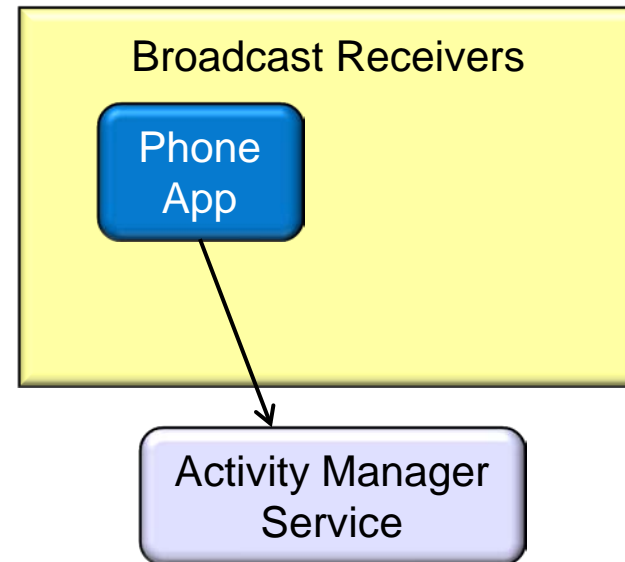 Broadcast Receivers
Phone
App
Activity Manager
Service